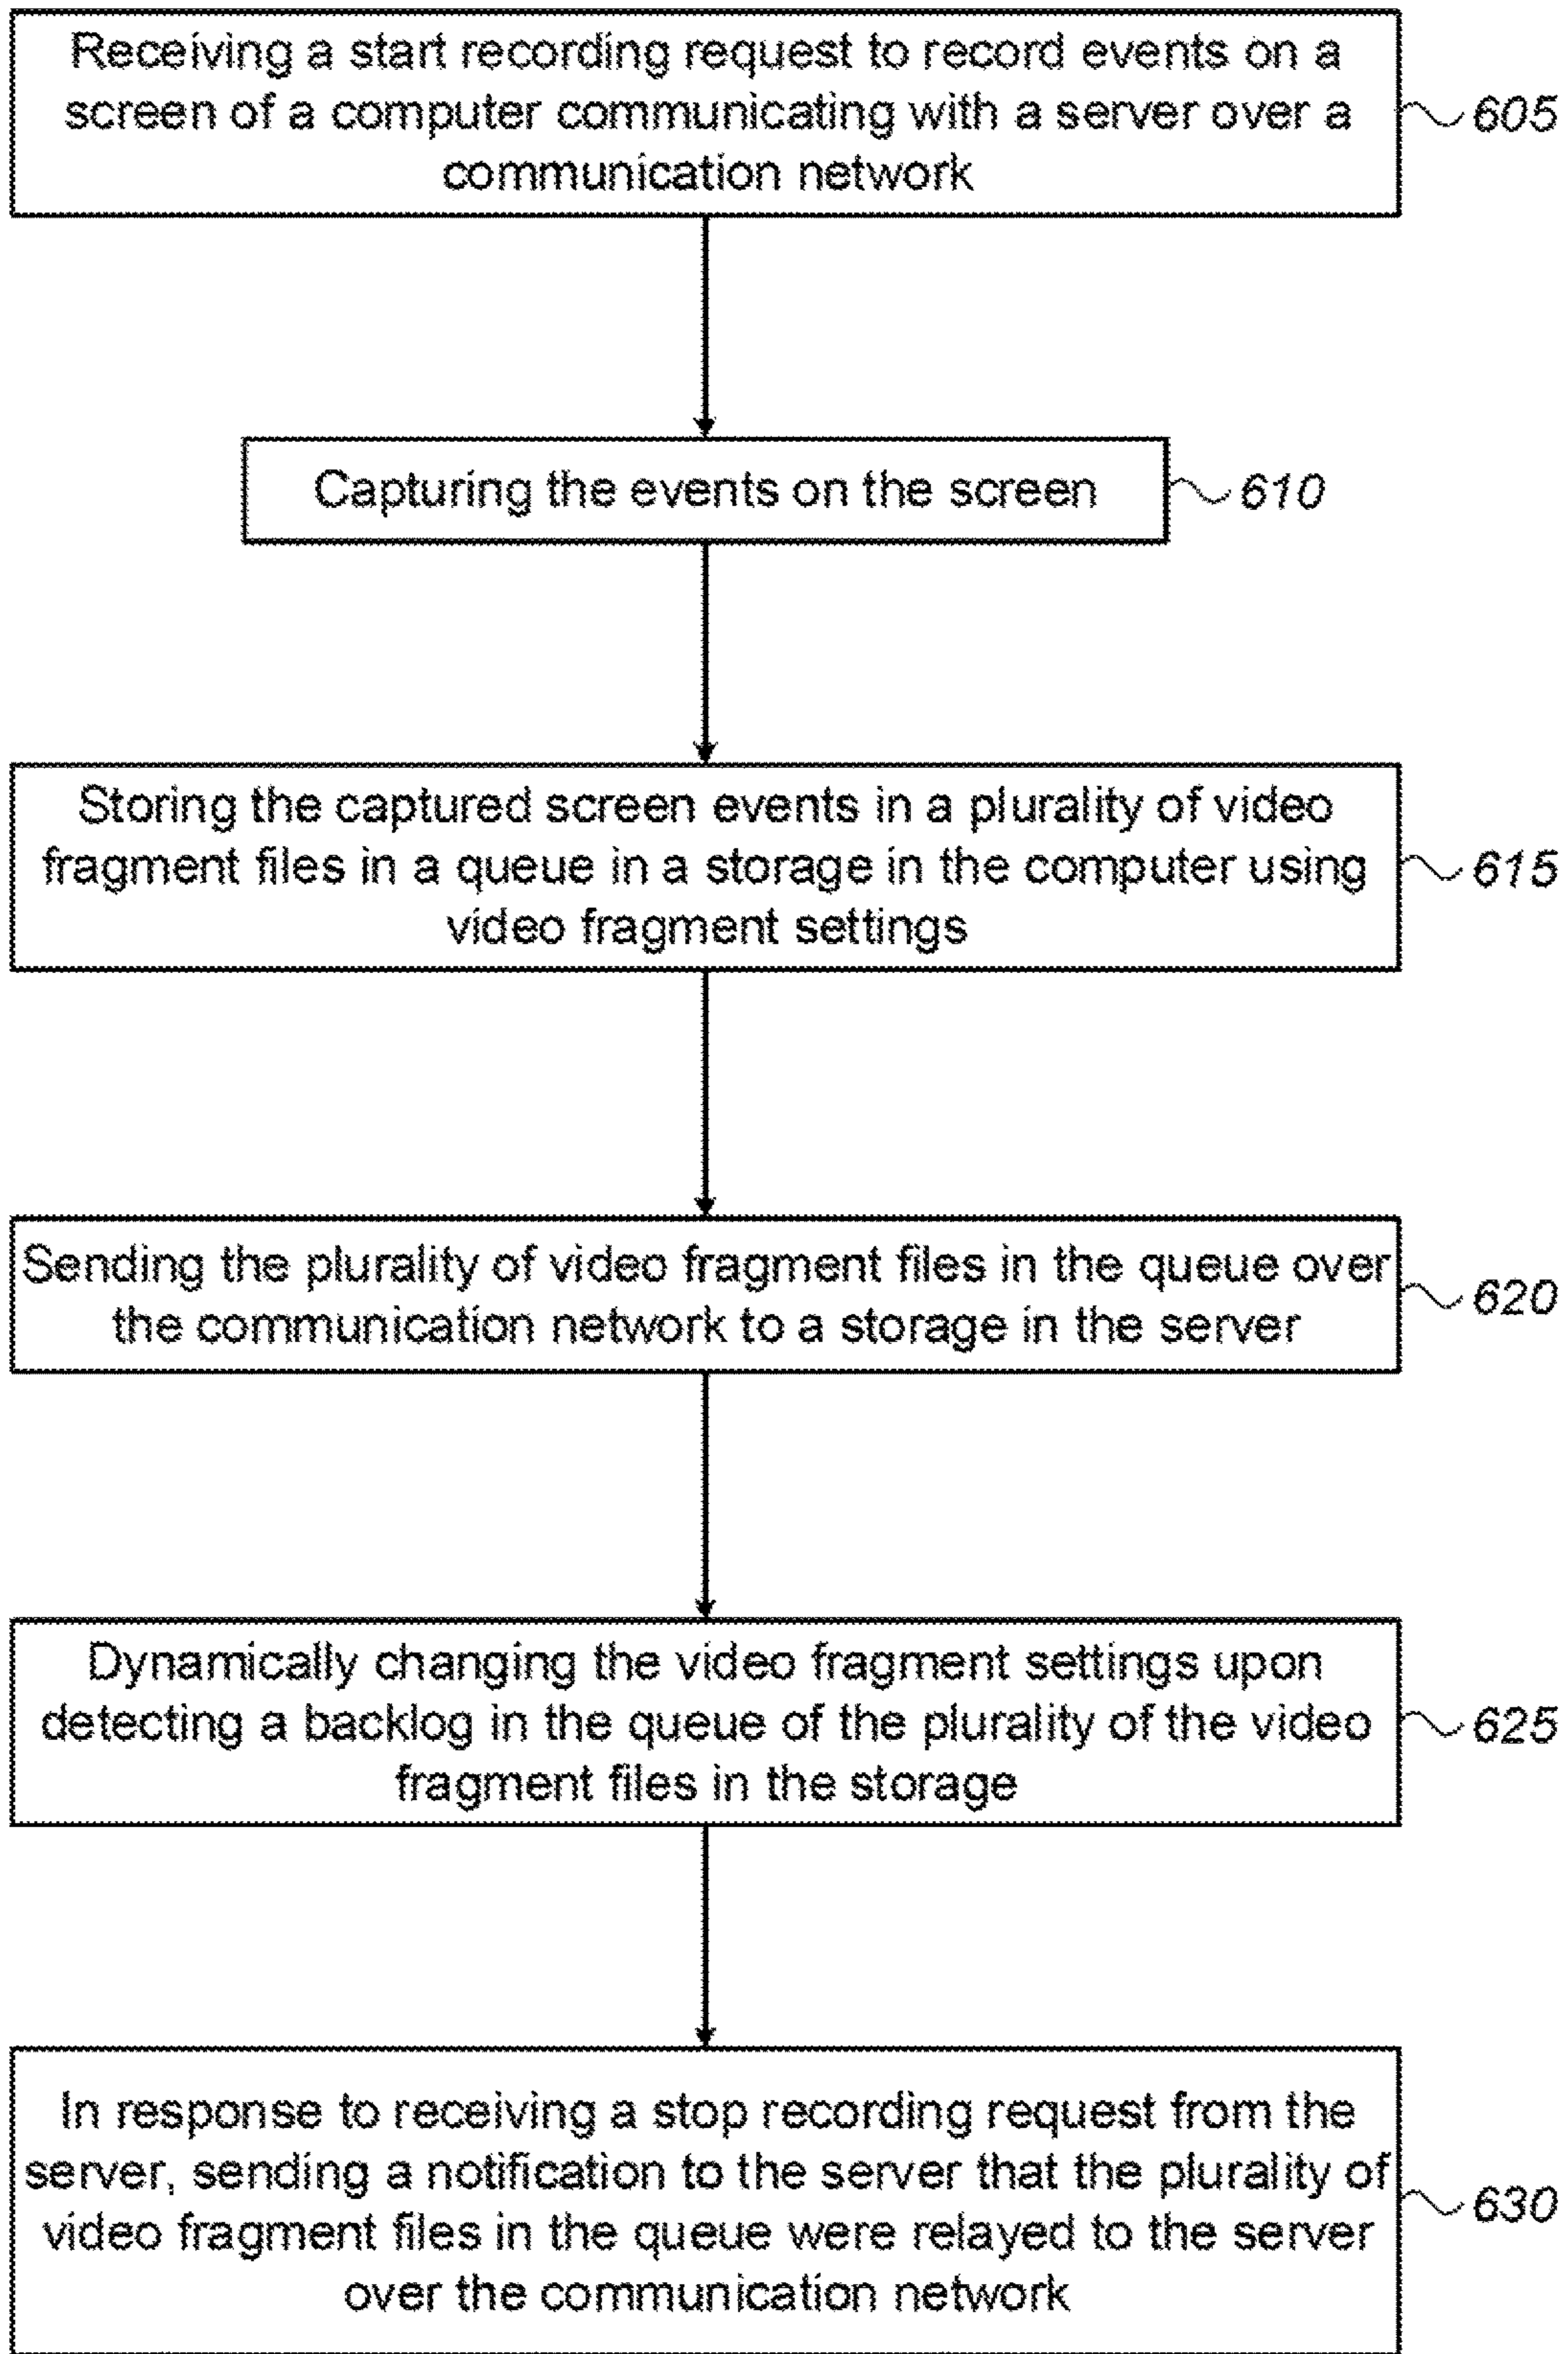 Receiving a start recording request to record events on a
screen of a computer communicating with a server over a
communication network
605
Capturing the events on the screen
610
Storing the captured screen events in a plurality of video
fragment files in a queue in a storage in the computer using
video fragment settings
615
Sending the plurality of video fragment files in the queue over
the communication network to a storage in the server
620
Dynamically changing the video fragment settings upon
detecting a backlog in the queue of the plurality of the video
fragment files in the storage
625
In response to receiving a stop recording request from the
server, sending a notification to the server that the plurality of
video fragment files in the queue were relayed to the server
over the communication network
630